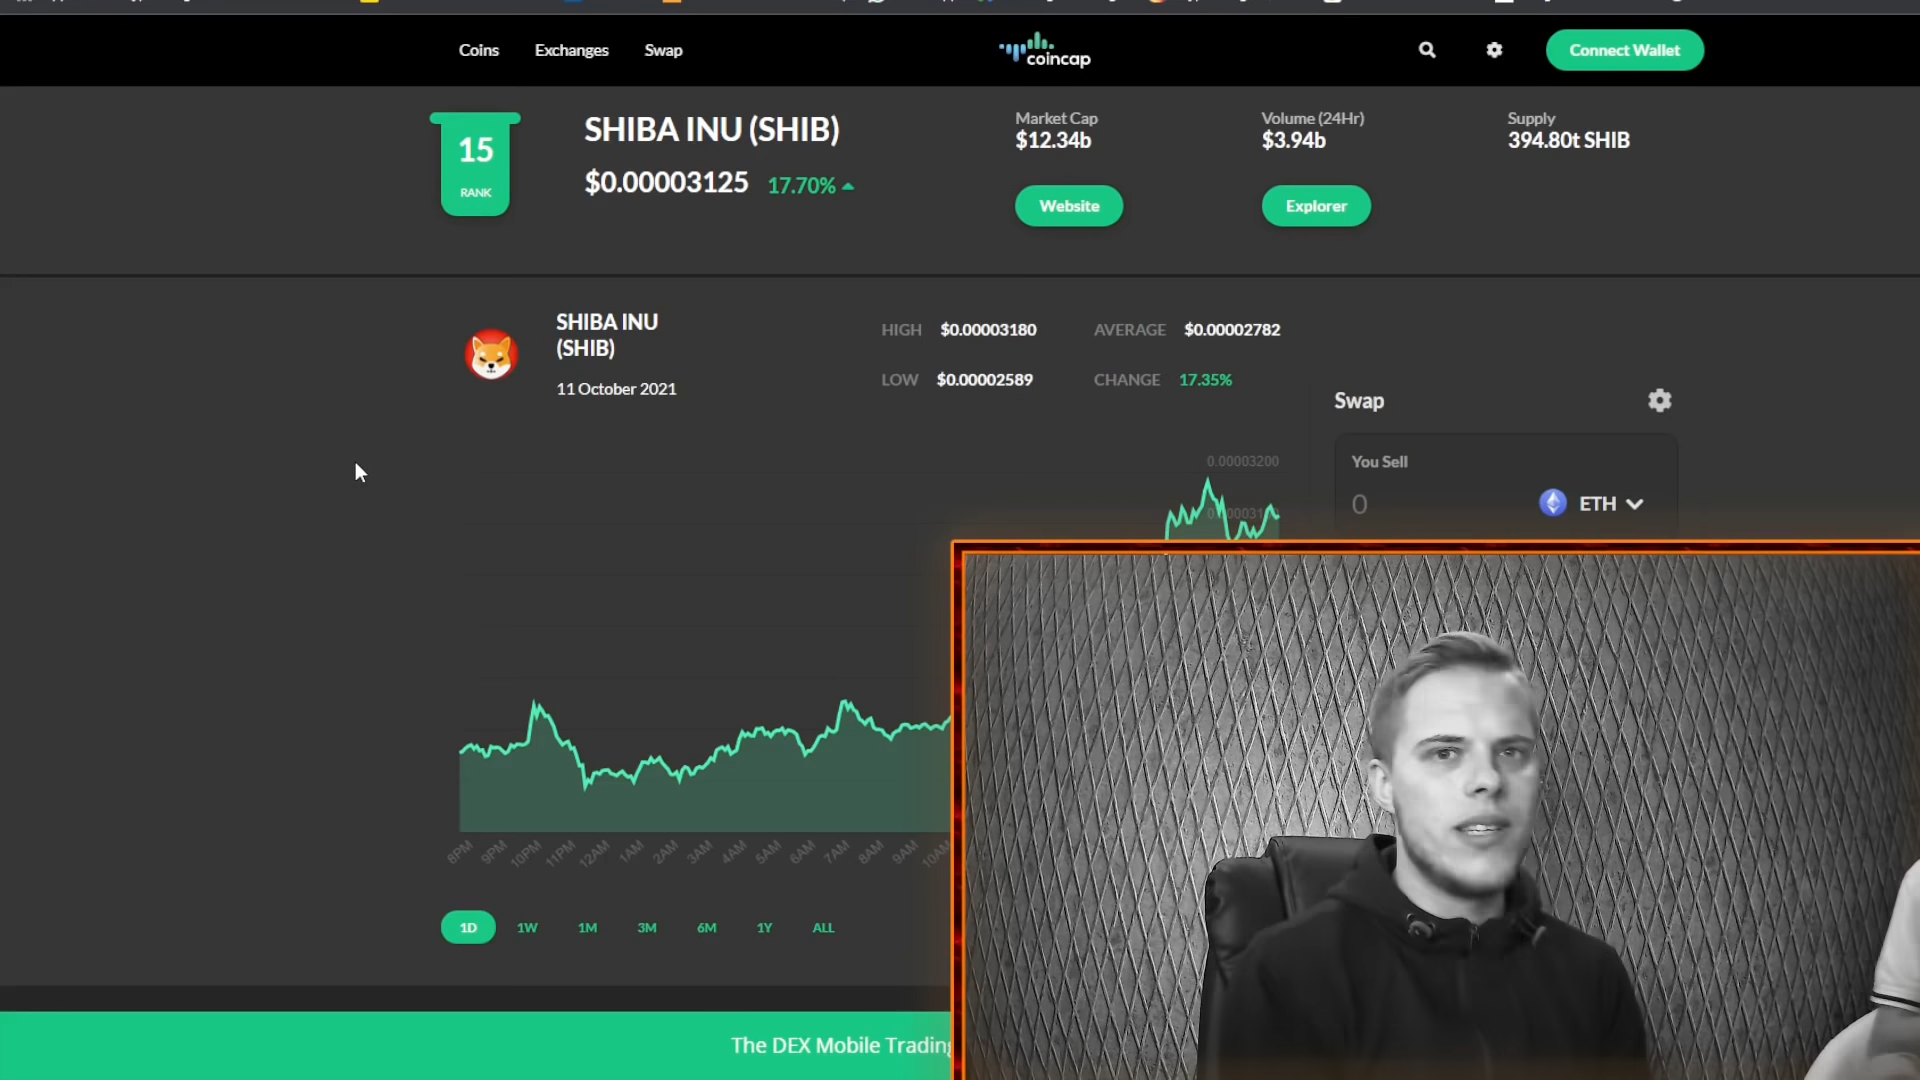 Coins
Exchanges
Swap
coincap
Connect Wallet
15
RANK
SHIBA INU (SHIB)
$0.00003125 17.70%
Market Cap
$12.34b
Volume (24Hr)
$3.94b
Supply
394.80t SHIB
Website
Explorer
SHIBA INU
(SHIB)
11 October 2021
HIGH $0.00003180
AVERAGE $0.00002782
LOW $0.00002589
CHANGE 17.35%
Swap
You Sell
0
ETH
0.00003200
8PM
9PM
10PM
11PM
12AM
1AM
2AM
3AM
4AM
5AM
6AM
7AM
8AM
9AM
10AM
1D
1W
1M
3M
6M
1Y
ALL
The DEX Mobile Trading